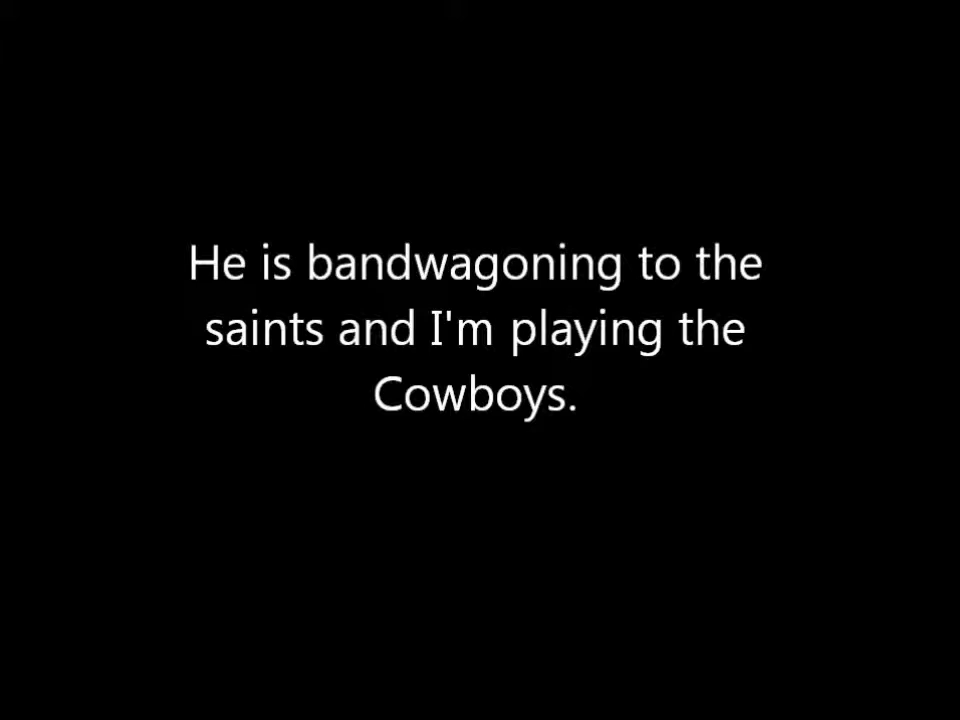 He is bandwagoning to the
saints and I'm playing the
Cowboys.